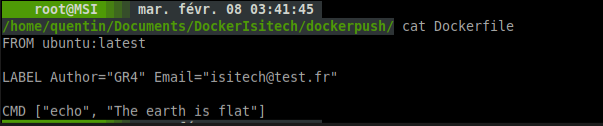 root@MSI mar. févr. 08 03:41:45
/home/quentin/Documents/DockerIsitech/dockerpush/ cat Dockerfile
FROM ubuntu:latest
LABEL Author="GR4" Email="isitech@test.fr"
CMD ["echo", "The earth is flat"]